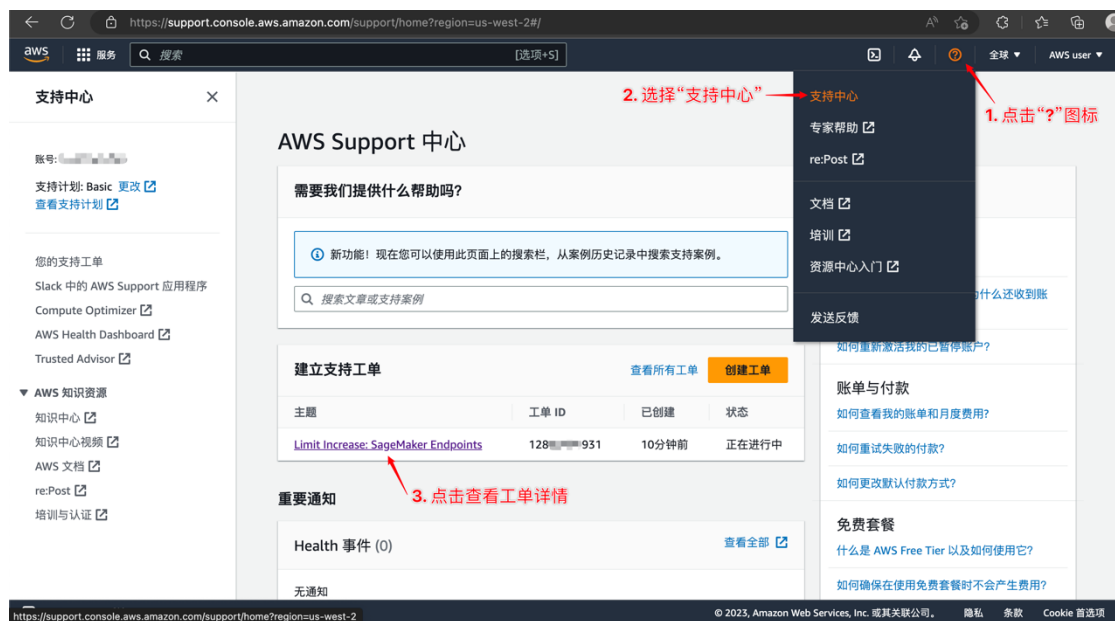 https://support.console.aws.amazon.com/support/home?region=us-west-2#/
aws 服务 搜索 [选项+S] 全球 ▼ AWS user ▼
支持中心
账号:
支持计划: Basic 更改
查看支持计划
您的支持工单
Slack 中的 AWS Support 应用程序
Compute Optimizer
AWS Health Dashboard
Trusted Advisor
▼ AWS 知识资源
知识中心
知识中心视频
AWS 文档
re:Post
培训与认证
AWS Support 中心
需要我们提供什么帮助吗?
新功能！现在您可以使用此页面上的搜索栏，从案例历史记录中搜索支持案例。
搜索文章或支持案例
建立支持工单 查看所有工单 创建工单
主题 工单 ID 已创建 状态
Limit Increase: SageMaker Endpoints 128 931 10分钟前 正在进行中
重要通知
Health 事件 (0) 查看全部
无通知
2. 选择“支持中心”
1. 点击“?”图标
3. 点击查看工单详情
支持中心
专家帮助
re:Post
文档
培训
资源中心入门
发送反馈
什么还收到账
如何重新激活我的已暂停账户?
账单与付款
如何查看我的账单和月度费用?
如何重试失败的付款?
如何更改默认付款方式?
免费套餐
什么是 AWS Free Tier 以及如何使用它?
如何确保在使用免费套餐时不会产生费用?
https://support.console.aws.amazon.com/support/home?region=us-west-2
© 2023, Amazon Web Services, Inc. 或其关联公司。 隐私 条款 Cookie 首选项